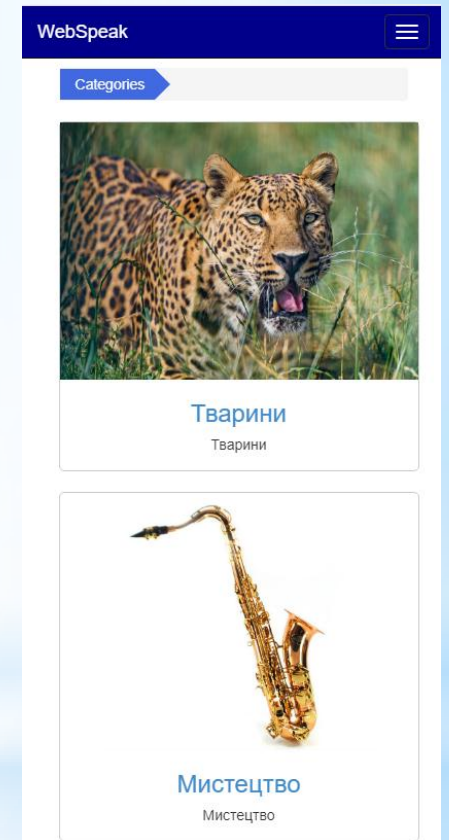 WebSpeak
Categories
Тварини
Тварини
Мистецтво
Мистецтво